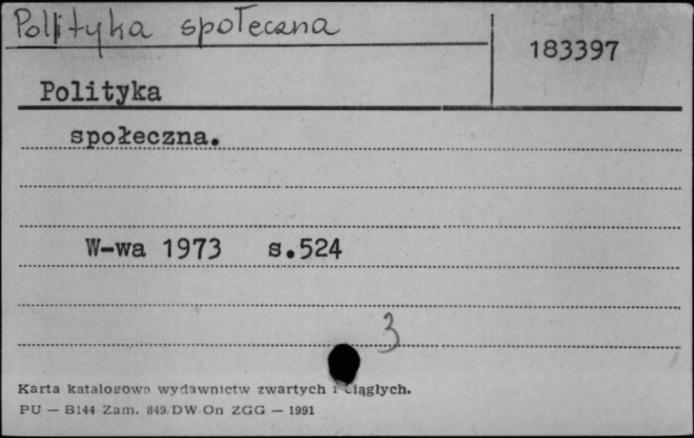 Polityka społeczna
183397
Polityka
społeczna.
W-wa 1973 s.524
3
Karta katalogowa wydawnictw zwartych i ciągłych.
PU — B144 Zam. 849 DW On ZGG — 1991